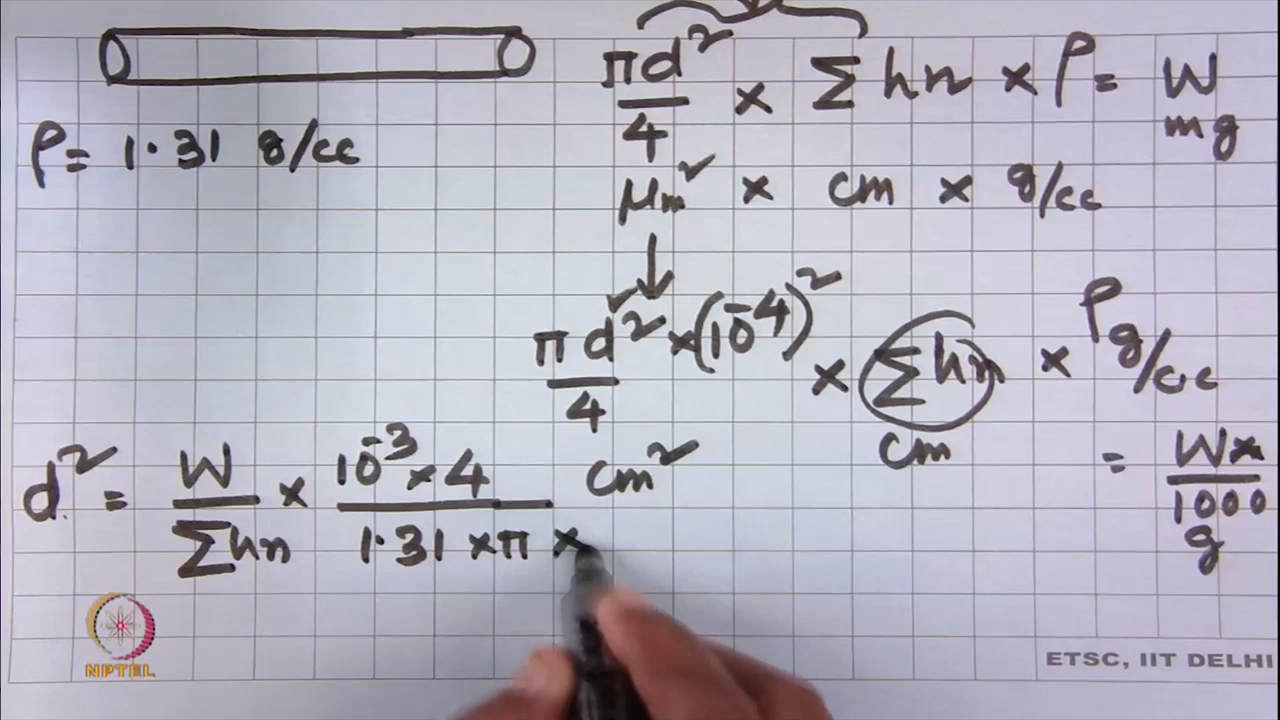 πd²/4 × Σhn × ρ = W mg
ρ = 1.31 g/cc
μm² × cm × g/cc
πd²/4 × (10⁻⁴)² × Σhn × ρ g/cc
cm² cm = W×/1000 g
d² = W/Σhn × 10⁻³ × 4/1.31 × π ×
NPTEL
ETSC, IIT DELHI